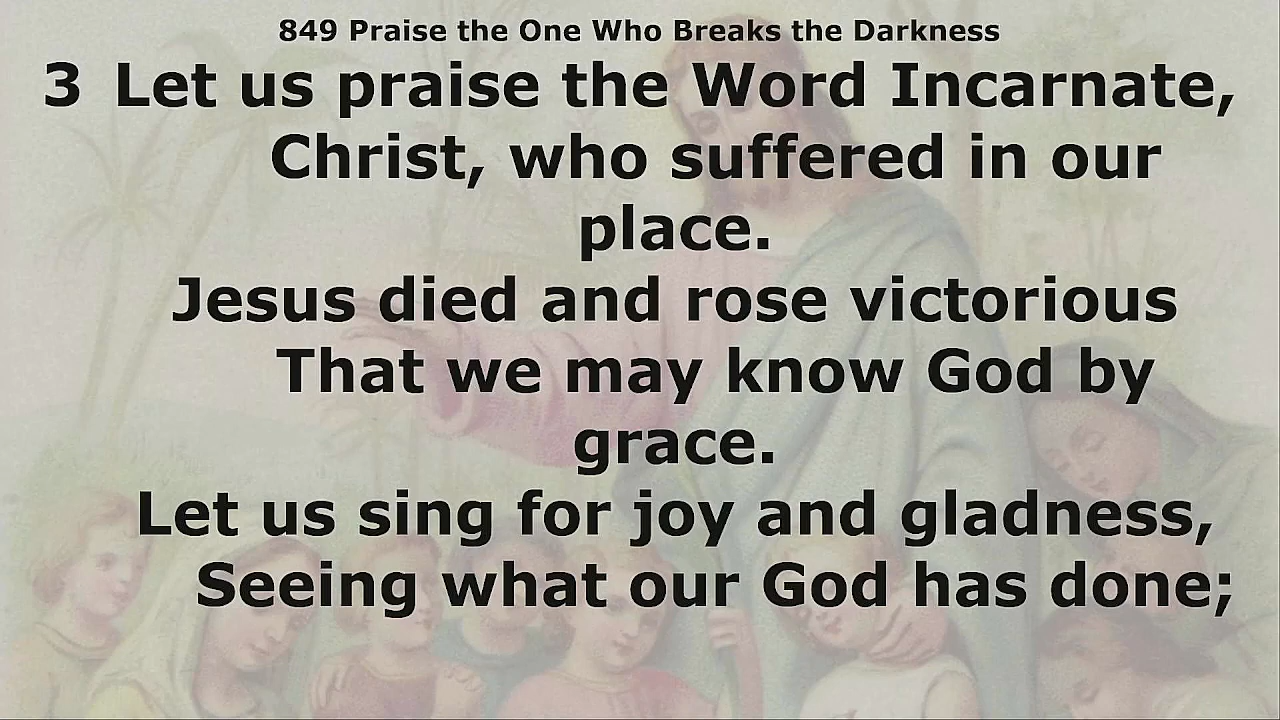 849 Praise the One Who Breaks the Darkness
3 Let us praise the Word Incarnate,
Christ, who suffered in our
place.
Jesus died and rose victorious
That we may know God by
grace.
Let us sing for joy and gladness,
Seeing what our God has done;